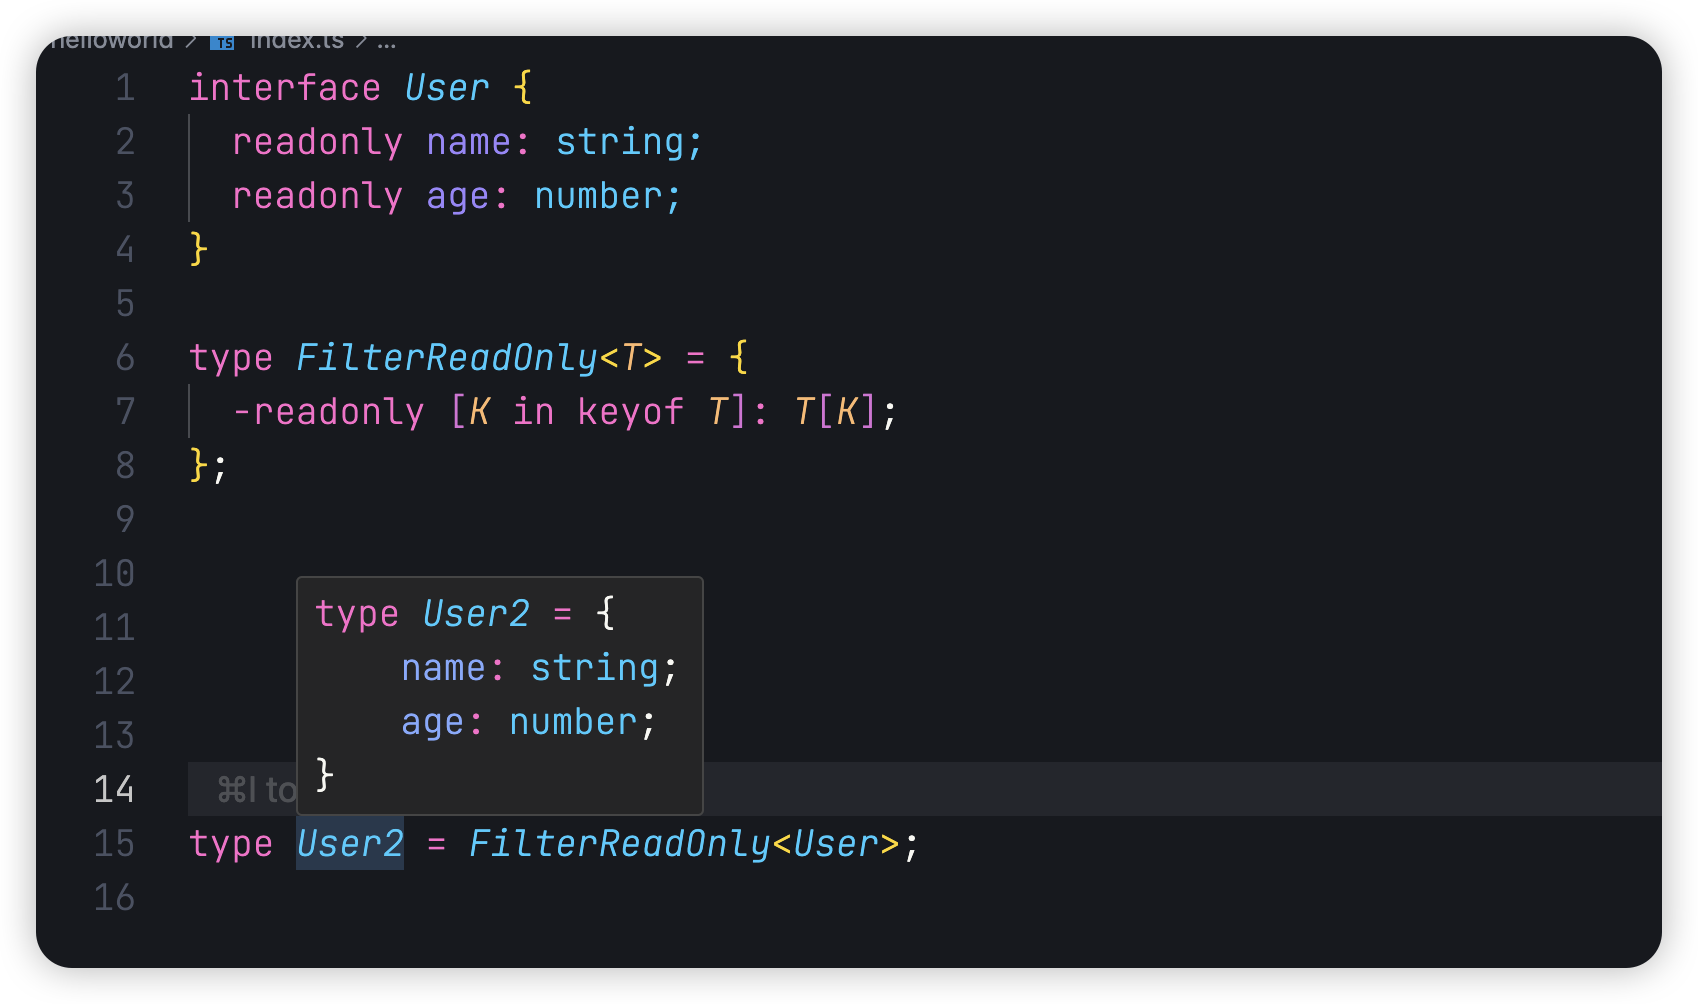 helloworld > TS index.ts > ...
1 interface User {
2 readonly name: string;
3 readonly age: number;
4 }
5
6 type FilterReadOnly<T> = {
7 -readonly [K in keyof T]: T[K];
8 };
9
10
11
12
13
type User2 = {
name: string;
age: number;
}
14 ⌘I to
15 type User2 = FilterReadOnly<User>;
16